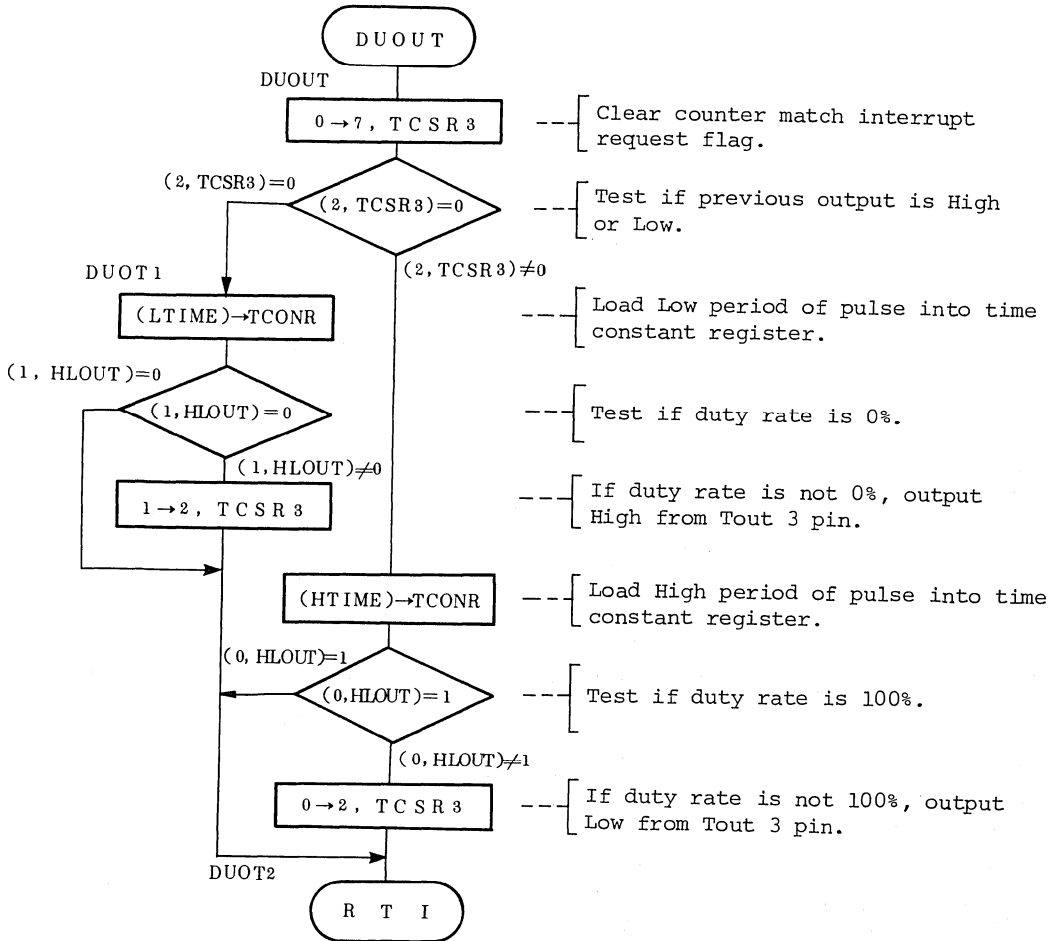 DUOUT
DUOUT
0→7, TCSR3
Clear counter match interrupt
request flag.
(2, TCSR3)=0
(2, TCSR3)=0
Test if previous output is High
or Low.
(2, TCSR3)≠0
DUOT1
(LTIME)→TCONR
Load Low period of pulse into time
constant register.
(1, HLOUT)=0
(1,HLOUT)=0
Test if duty rate is 0%.
(1,HLOUT)≠0
1→2, TCSR3
If duty rate is not 0%, output
High from Tout 3 pin.
(HTIME)→TCONR
Load High period of pulse into time
constant register.
(0,HLOUT)=1
(0,HLOUT)=1
Test if duty rate is 100%.
(0,HLOUT)≠1
0→2, TCSR3
If duty rate is not 100%, output
Low from Tout 3 pin.
DUOT2
RTI